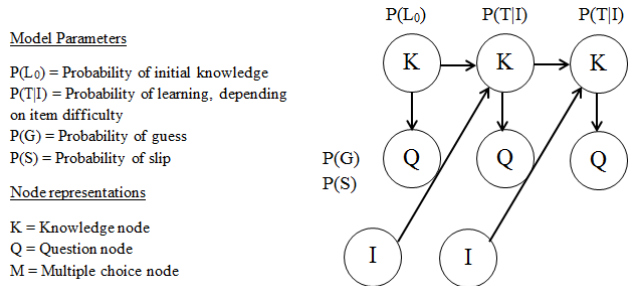 Model Parameters
P(L₀) = Probability of initial knowledge
P(T|I) = Probability of learning, depending
on item difficulty
P(G) = Probability of guess
P(S) = Probability of slip
Node representations
K = Knowledge node
Q = Question node
M = Multiple choice node
P(L₀) P(T|I) P(T|I)
K K K
P(G)
P(S)
Q Q Q
I I